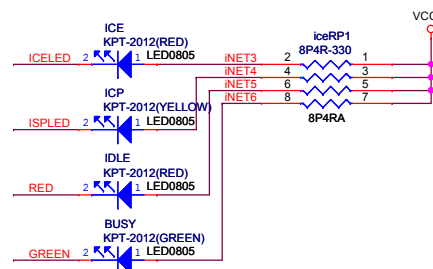 VCC
ICE
KPT-2012(RED)
ICELED 2 1 LED0805
iceRP1
8P4R-330
iNET3 2 1
iNET4 4 3
iNET5 6 5
iNET6 8 7
8P4RA
ICP
KPT-2012(YELLOW)
ISPLED 2 1 LED0805
IDLE
KPT-2012(RED)
RED 2 1 LED0805
BUSY
KPT-2012(GREEN)
GREEN 2 1 LED0805